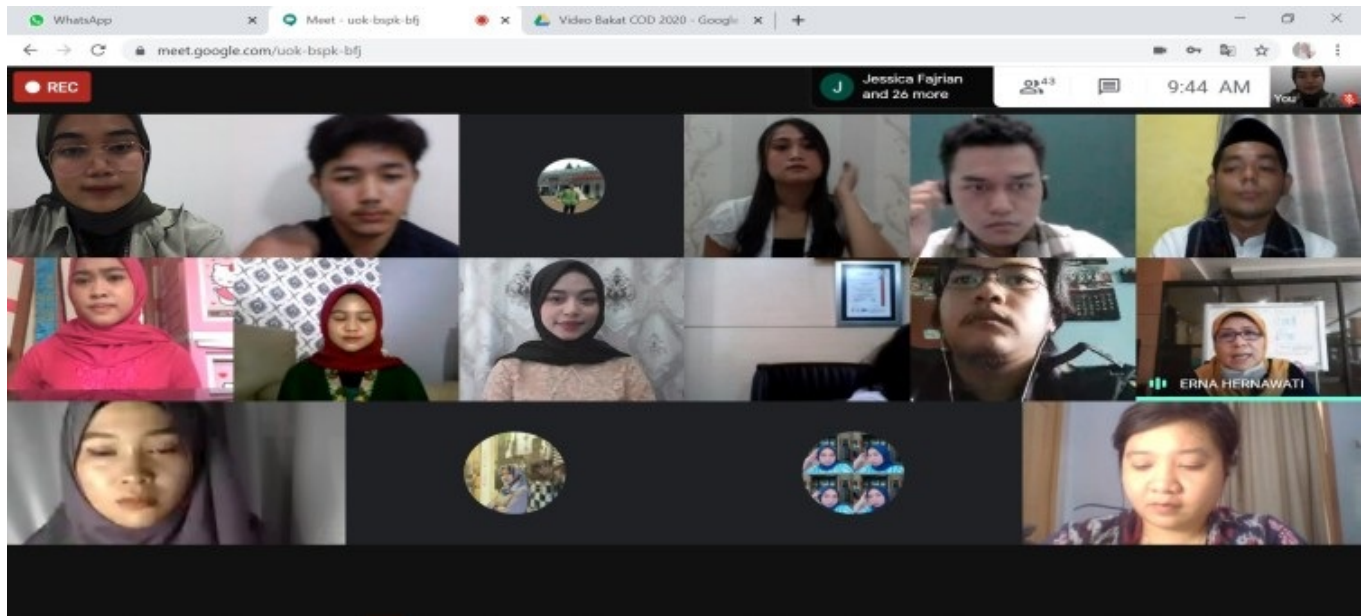 WhatsApp
Meet - uok-bspk-bfj
Video Bakat COD 2020 - Google
meet.google.com/uok-bspk-bfj
REC
J
Jessica Fajrian
and 26 more
43
9:44 AM
You
ERNA HERNAWATI